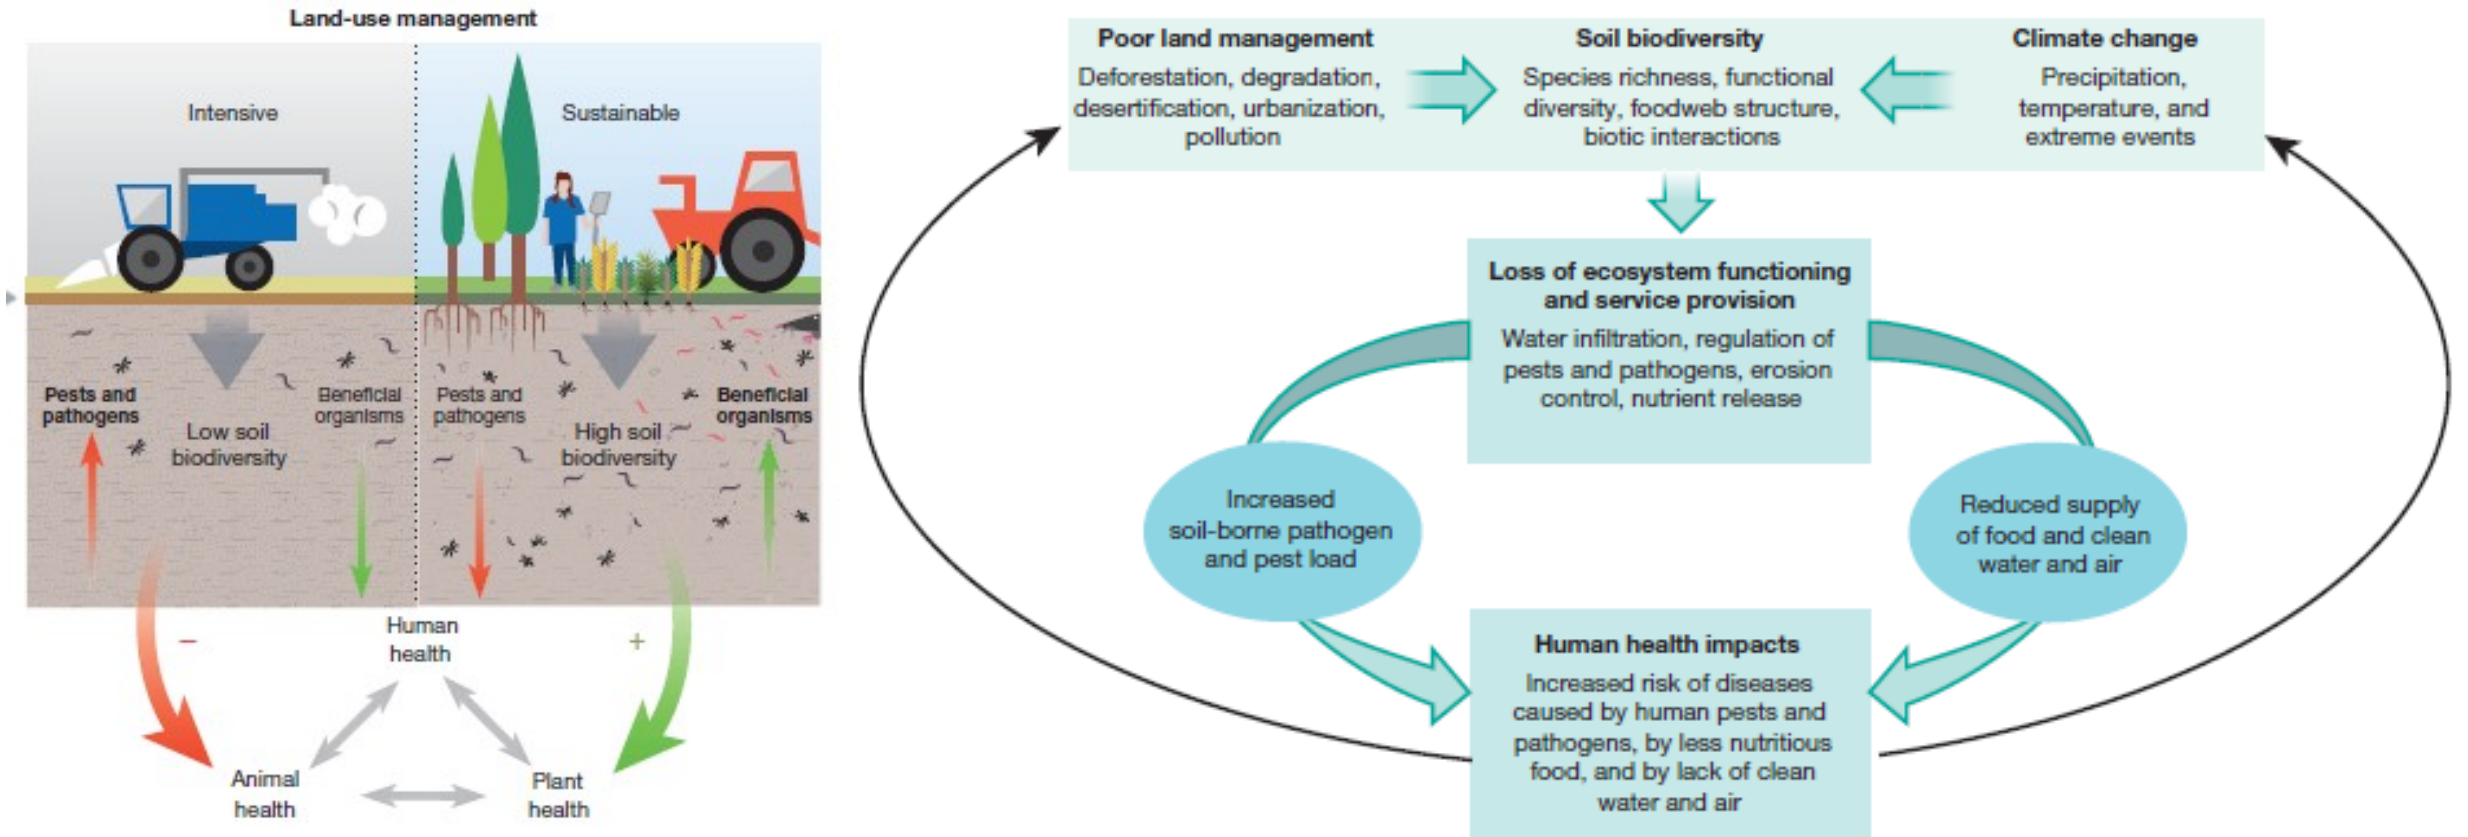 Land-use management
Intensive
Sustainable
Pests and
pathogens
Low soil
biodiversity
Beneficial
organisms
Pests and
pathogens
High soil
biodiversity
Beneficial
organisms
–
+
Human
health
Animal
health
Plant
health
Poor land management
Deforestation, degradation,
desertification, urbanization,
pollution
Soil biodiversity
Species richness, functional
diversity, foodweb structure,
biotic interactions
Climate change
Precipitation,
temperature, and
extreme events
Loss of ecosystem functioning
and service provision
Water infiltration, regulation of
pests and pathogens, erosion
control, nutrient release
Increased
soil-borne pathogen
and pest load
Reduced supply
of food and clean
water and air
Human health impacts
Increased risk of diseases
caused by human pests and
pathogens, by less nutritious
food, and by lack of clean
water and air